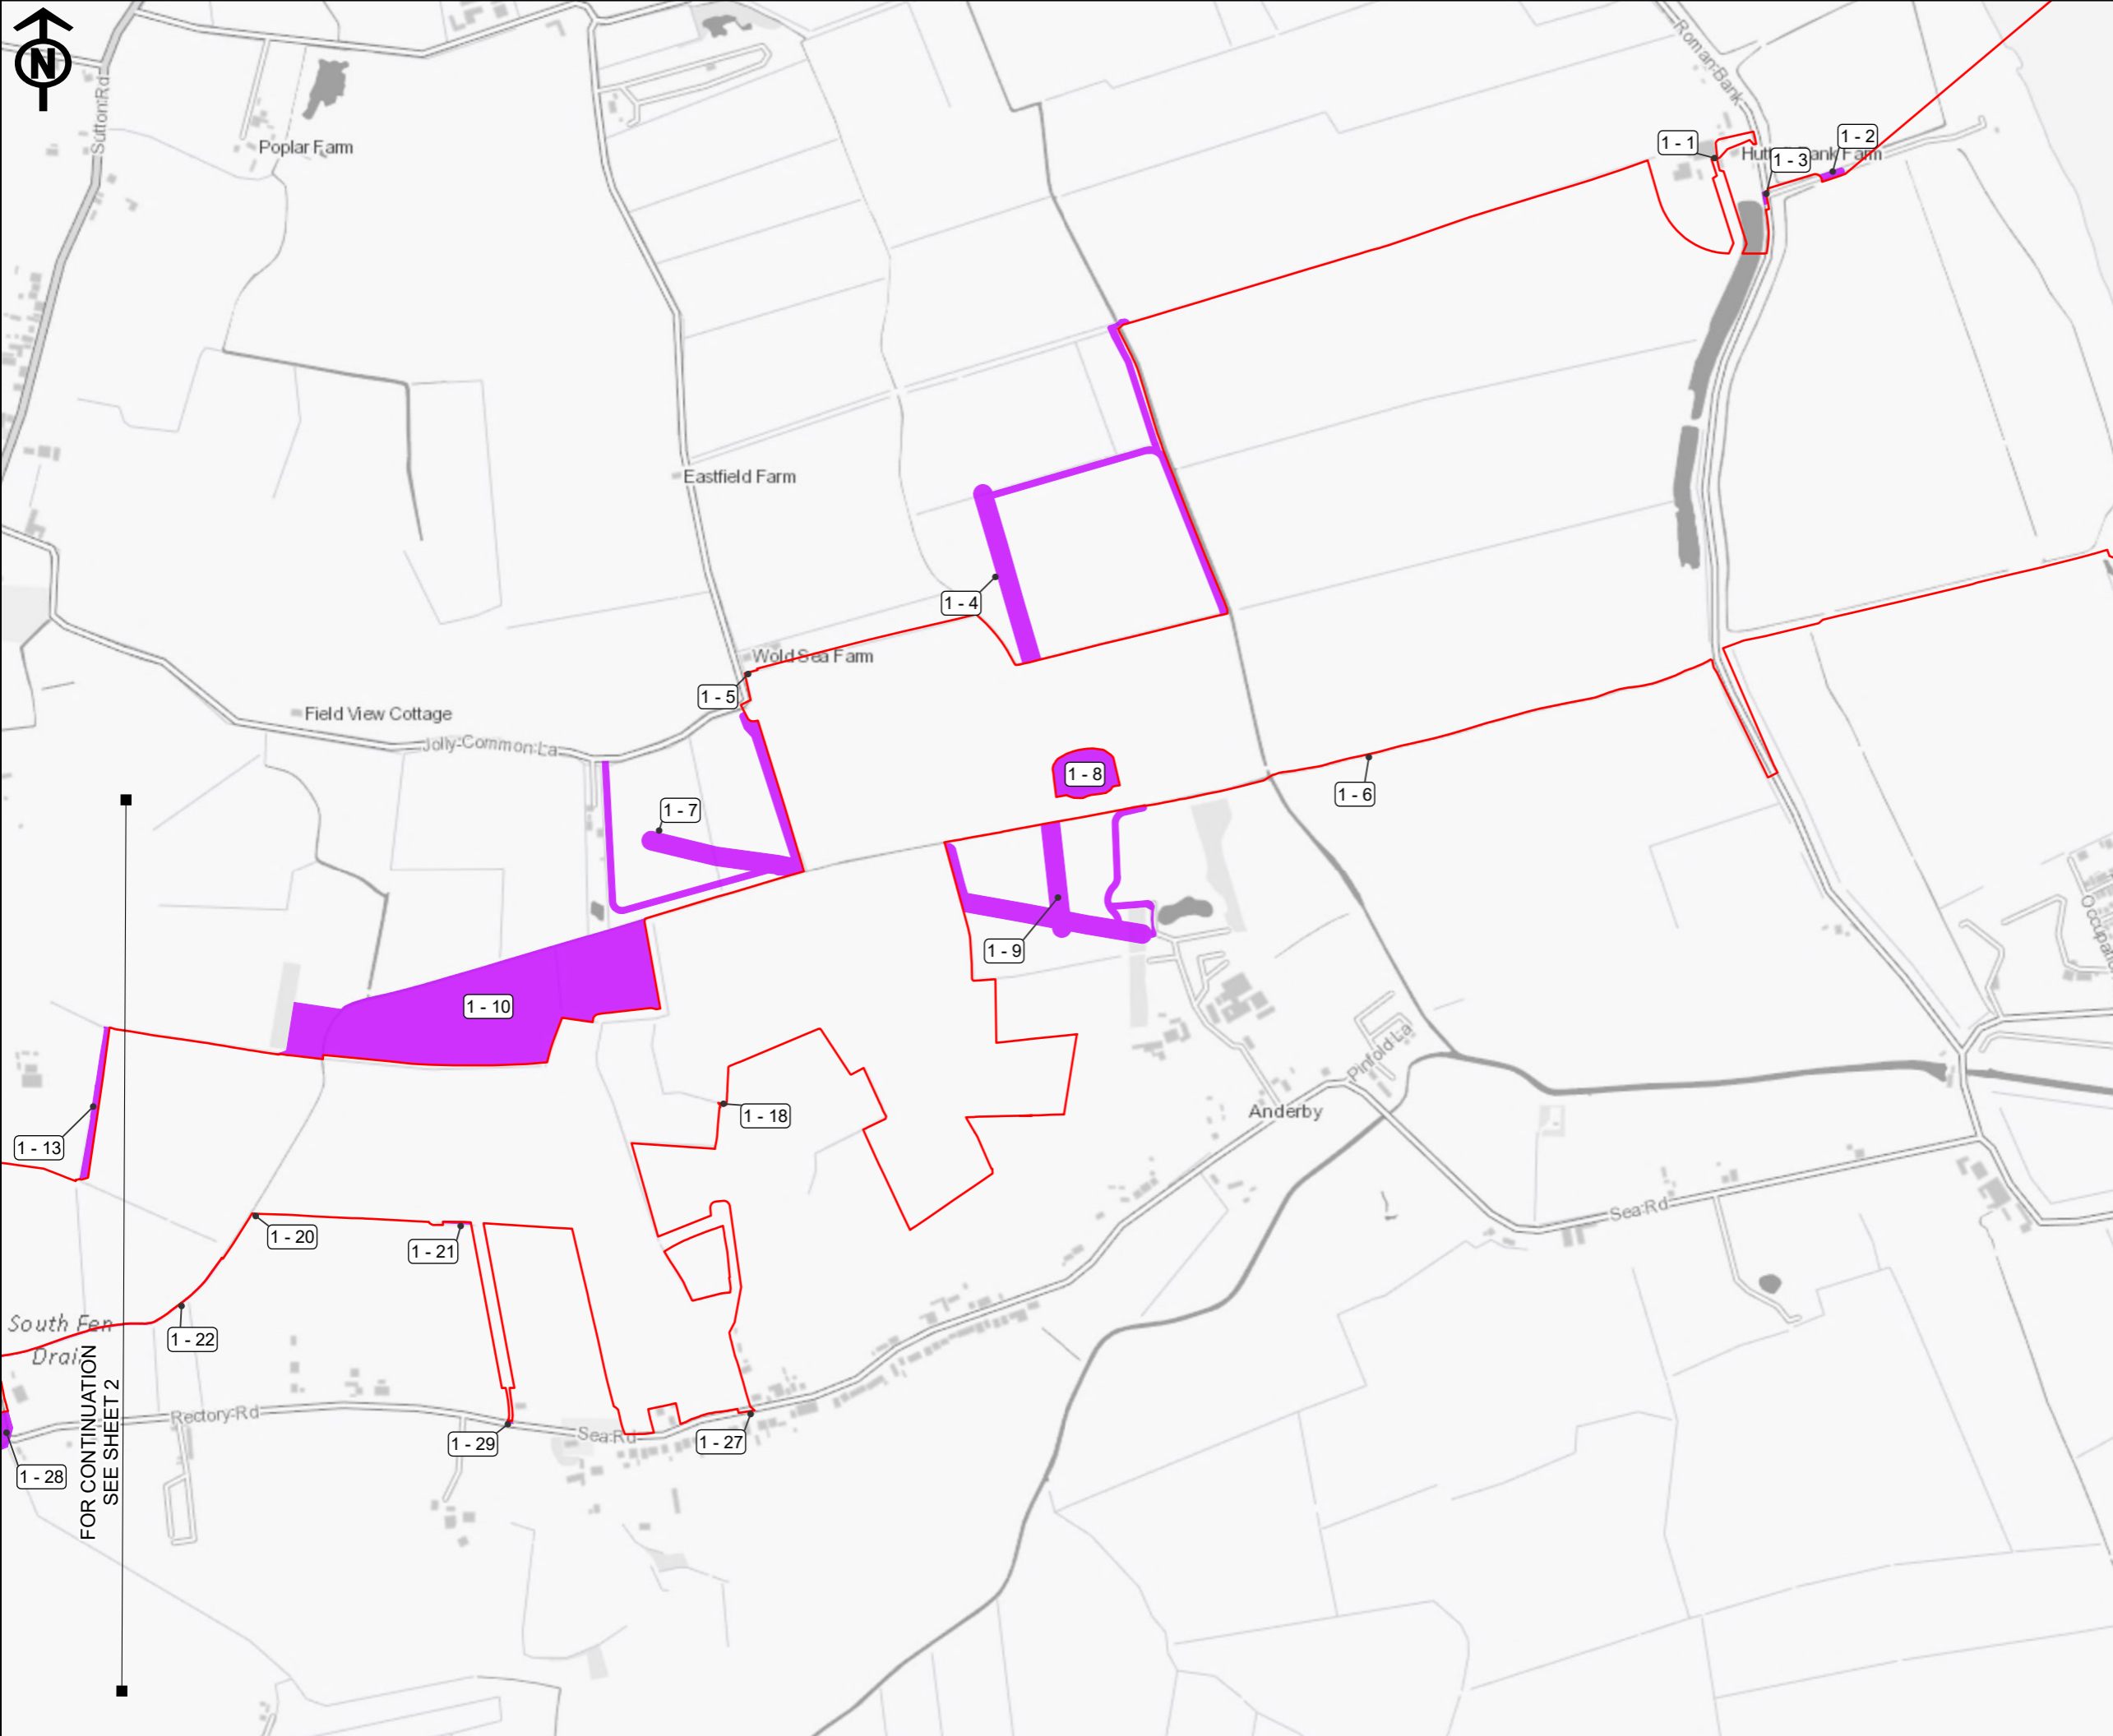 N
Sutton Rd
Poplar Farm
Roman Bank
1 - 1
1 - 2
1 - 3
Eastfield Farm
1 - 4
Wold Sea Farm
1 - 5
Field View Cottage
Jolly Common La
1 - 8
1 - 6
1 - 7
1 - 9
1 - 10
1 - 18
Pinfold La
Anderby
1 - 13
Sea Rd
1 - 20
1 - 21
South Fen
Drain
1 - 22
Rectory Rd
Sea Rd
1 - 29
1 - 27
1 - 28
FOR CONTINUATION
SEE SHEET 2